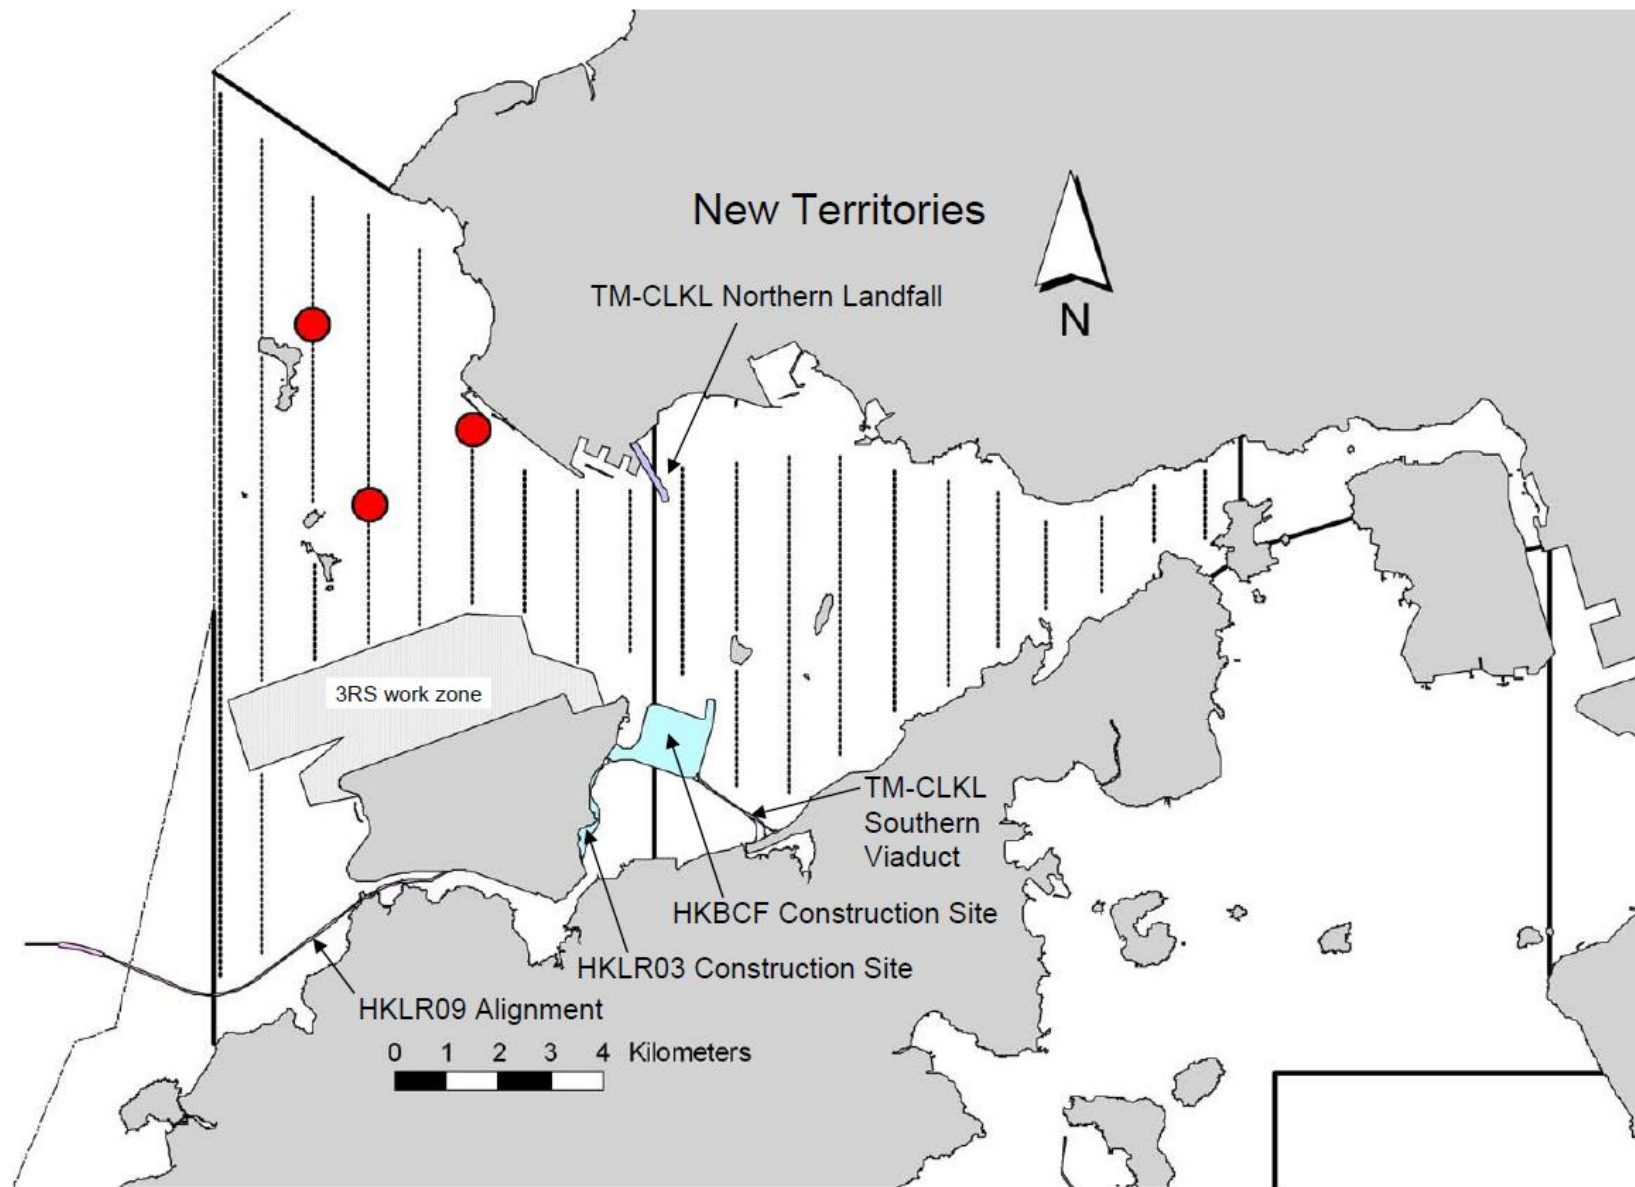 New Territories
TM-CLKL Northern Landfall
N
3RS work zone
TM-CLKL
Southern
Viaduct
HKBCF Construction Site
HKLR03 Construction Site
HKLR09 Alignment
0 1 2 3 4 Kilometers